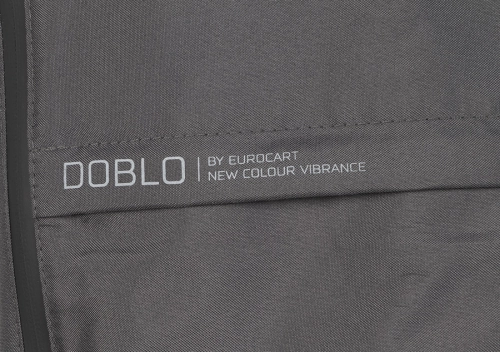 DOBLO | BY EUROCART
NEW COLOUR VIBRANCE